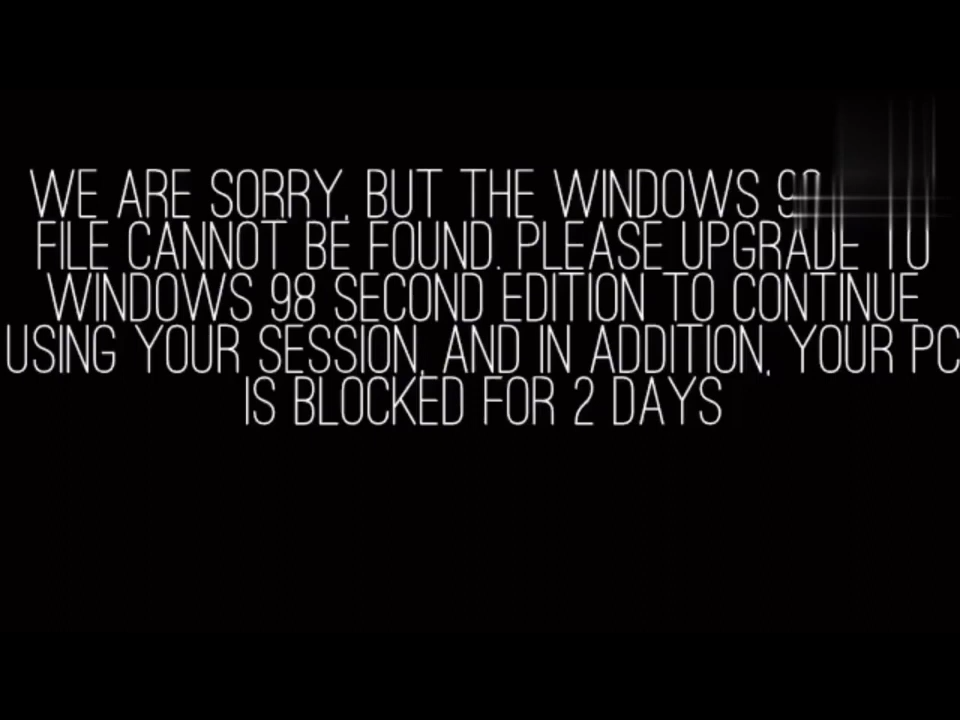 WE ARE SORRY, BUT THE WINDOWS
FILE CANNOT BE FOUND. PLEASE UPGRADE TO
WINDOWS 98 SECOND EDITION TO CONTINUE
USING YOUR SESSION, AND IN ADDITION, YOUR PC
IS BLOCKED FOR 2 DAYS